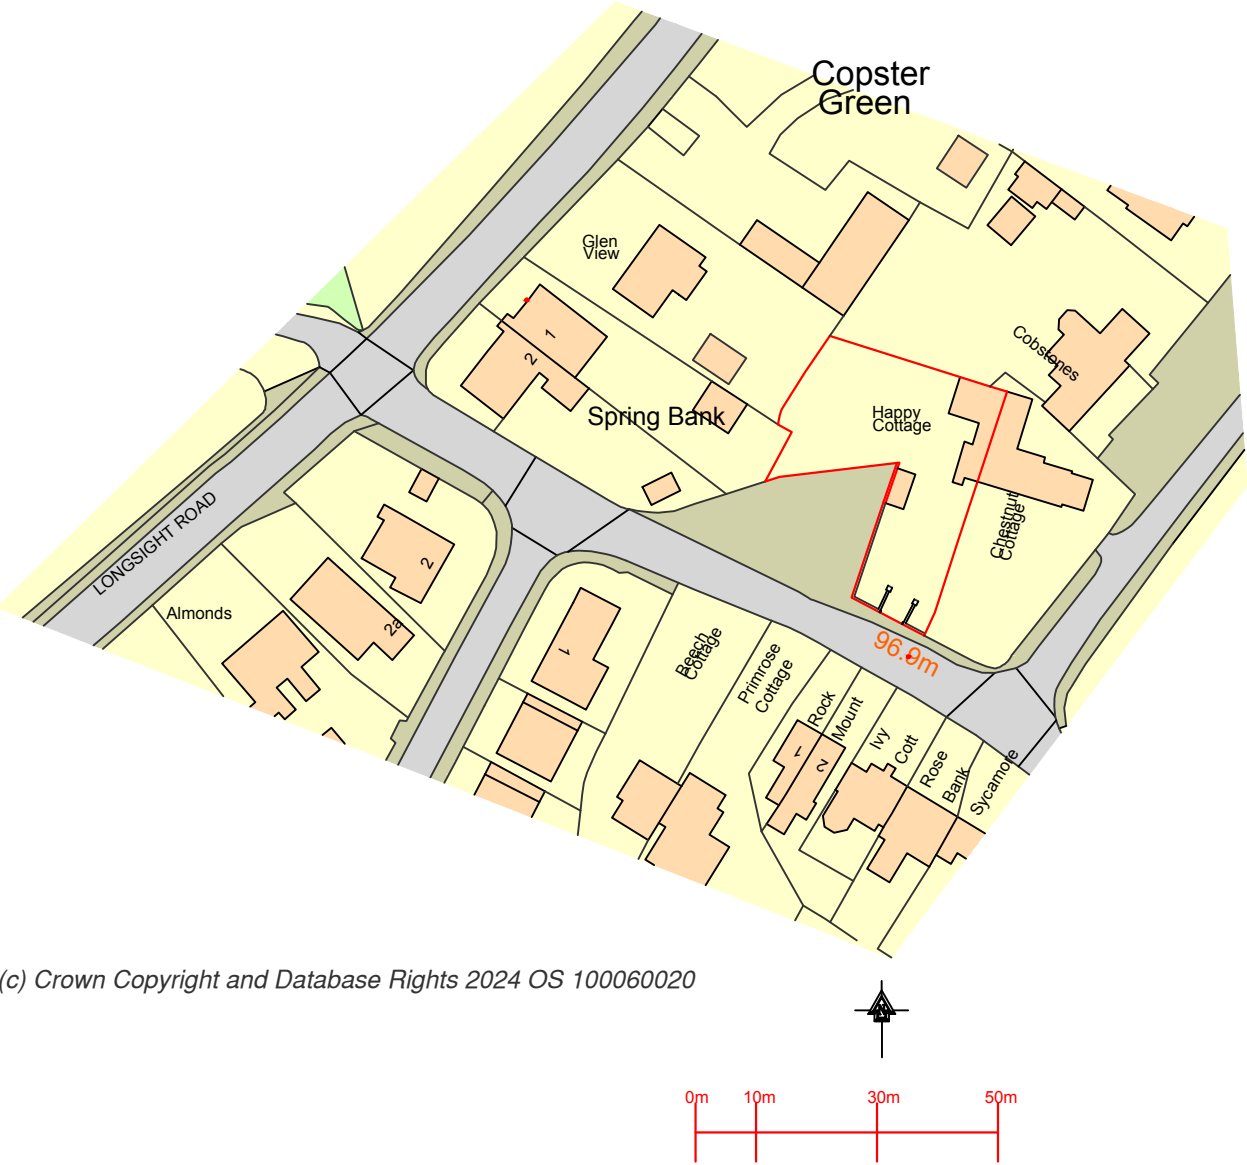 Copster
Green
Glen
View
1
2
Spring Bank
Cobstones
Happy
Cottage
Chestnut
Cottage
LONGSIGHT ROAD
Almonds
2
2a
1
Beech
Cottage
Primrose
Cottage
96.9m
Rock
Mount
1
2
Ivy
Cott
Rose
Bank
Sycamore
(c) Crown Copyright and Database Rights 2024 OS 100060020
N
0m 10m 30m 50m